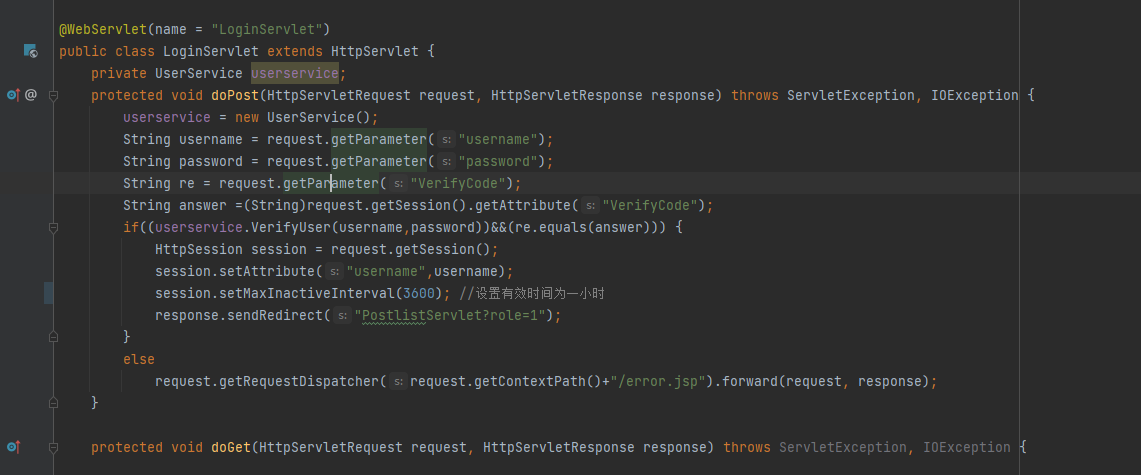 @WebServlet(name = "LoginServlet")
public class LoginServlet extends HttpServlet {
private UserService userservice;
protected void doPost(HttpServletRequest request, HttpServletResponse response) throws ServletException, IOException {
userservice = new UserService();
String username = request.getParameter( s: "username");
String password = request.getParameter( s: "password");
String re = request.getParameter( s: "VerifyCode");
String answer =(String)request.getSession().getAttribute( s: "VerifyCode");
if((userservice.VerifyUser(username,password))&&(re.equals(answer))) {
HttpSession session = request.getSession();
session.setAttribute( s: "username",username);
session.setMaxInactiveInterval(3600); //设置有效时间为一小时
response.sendRedirect( s: "PostlistServlet?role=1");
}
else
request.getRequestDispatcher( s: request.getContextPath()+"/error.jsp").forward(request, response);
}
protected void doGet(HttpServletRequest request, HttpServletResponse response) throws ServletException, IOException {